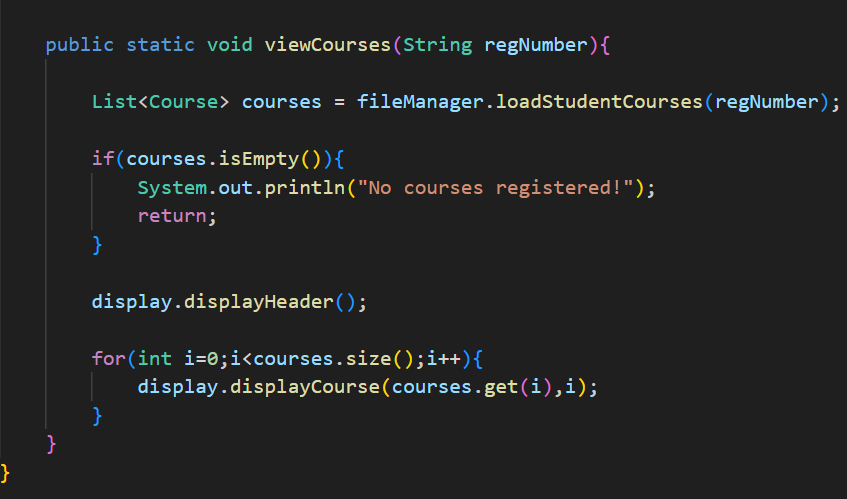 public static void viewCourses(String regNumber){
List<Course> courses = fileManager.loadStudentCourses(regNumber);
if(courses.isEmpty()){
System.out.println("No courses registered!");
return;
}
display.displayHeader();
for(int i=0;i<courses.size();i++){
display.displayCourse(courses.get(i),i);
}
}
}